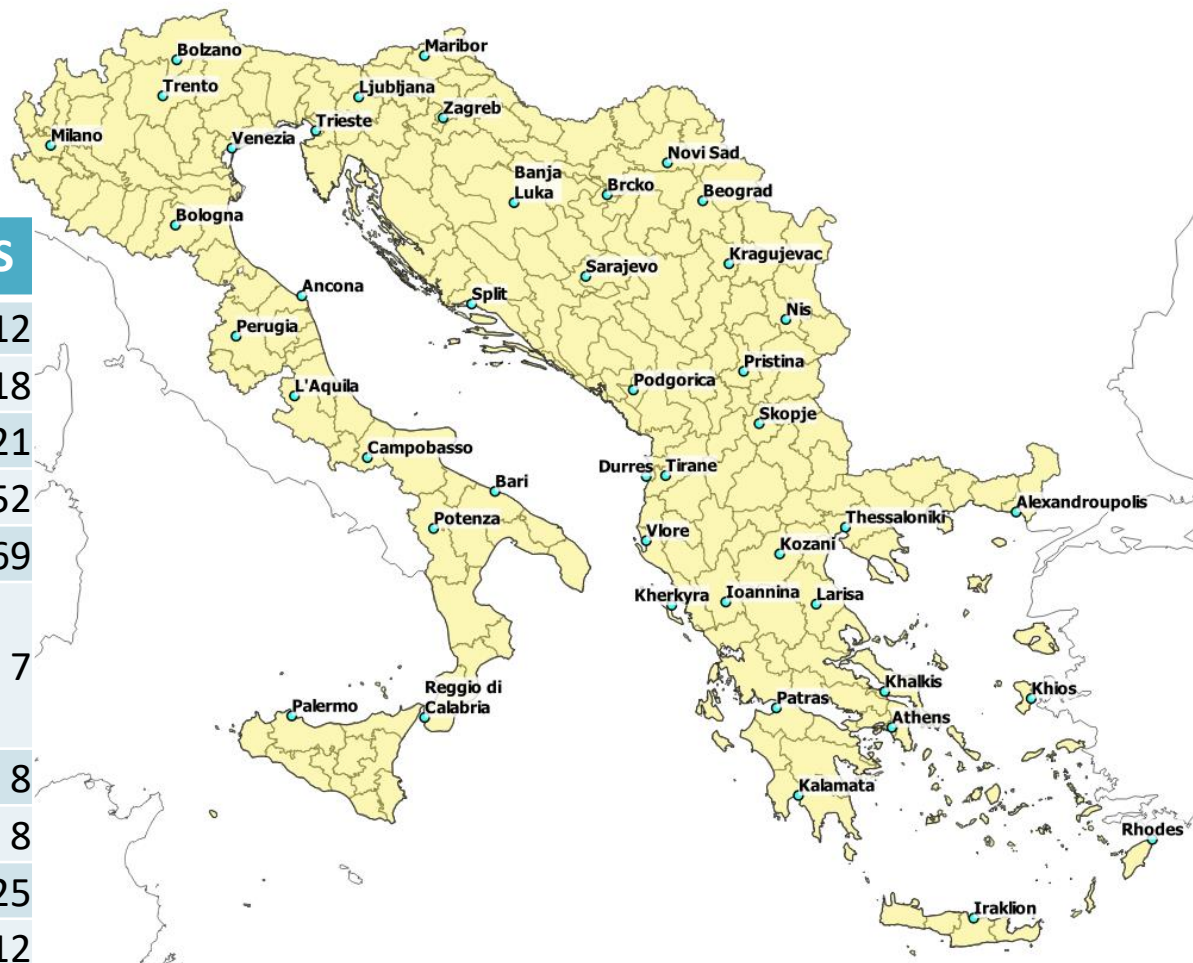 S
12
18
21
52
69
7
8
8
25
12
Bolzano
Maribor
Trento
Ljubljana
Zagreb
Milano
Venezia
Trieste
Novi Sad
Banja
Luka
Brcko
Beograd
Bologna
Sarajevo
Kragujevac
Ancona
Split
Nis
Perugia
Pristina
L'Aquila
Podgorica
Skopje
Campobasso
Durres
Tirane
Bari
Alexandroupolis
Potenza
Vlore
Thessaloniki
Kozani
Kherkyra
Ioannina
Larisa
Reggio di
Calabria
Palermo
Khalkis
Khios
Patras
Athens
Kalamata
Rhodes
Iraklion